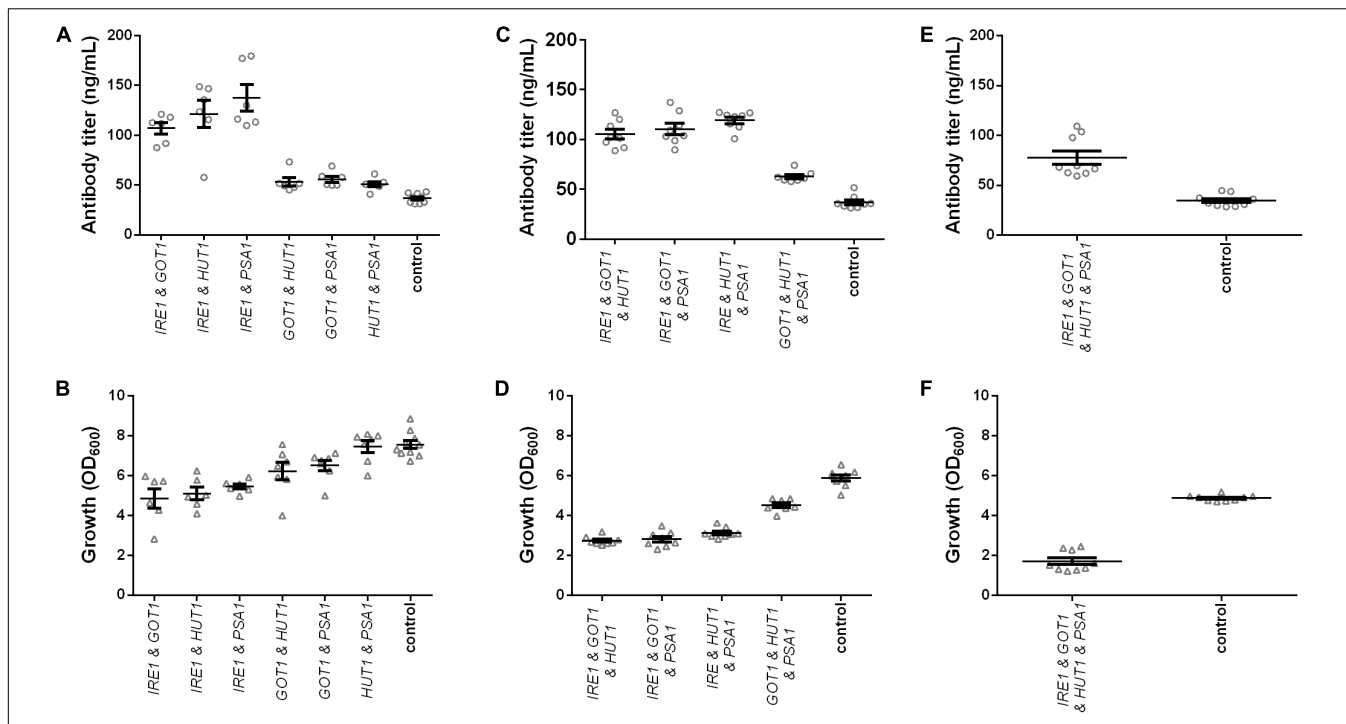 A
Antibody titer (ng/mL)
200
150
100
50
0
IRE1 & GOT1
IRE1 & HUT1
IRE1 & PSA1
GOT1 & HUT1
GOT1 & PSA1
HUT1 & PSA1
control
C
Antibody titer (ng/mL)
200
150
100
50
0
IRE1 & GOT1
& HUT1
IRE1 & GOT1
& PSA1
IRE & HUT1
& PSA1
GOT1 & HUT1
& PSA1
control
E
Antibody titer (ng/mL)
200
150
100
50
0
IRE1 & GOT1
& HUT1 & PSA1
control
B
Growth (OD600)
10
8
6
4
2
0
IRE1 & GOT1
IRE1 & HUT1
IRE1 & PSA1
GOT1 & HUT1
GOT1 & PSA1
HUT1 & PSA1
control
D
Growth (OD600)
10
8
6
4
2
0
IRE1 & GOT1
& HUT1
IRE1 & GOT1
& PSA1
IRE & HUT1
& PSA1
GOT1 & HUT1
& PSA1
control
F
Growth (OD600)
10
8
6
4
2
0
IRE1 & GOT1
& HUT1 & PSA1
control